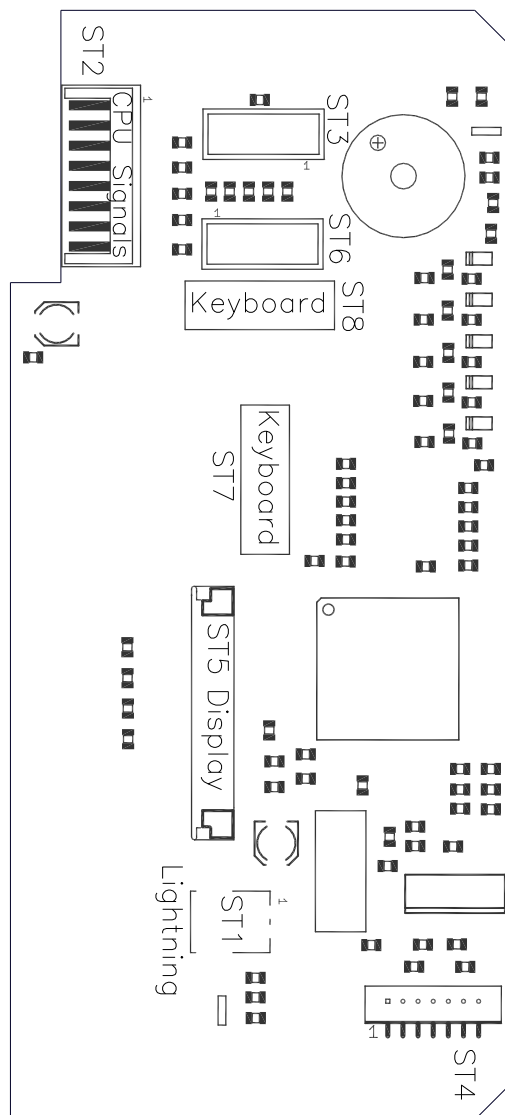 ST2
1
CPU Signals
ST3
1
1
ST6
Keyboard
ST8
Keyboard
ST7
ST5 Display
Lightning
ST1
1
1
ST4